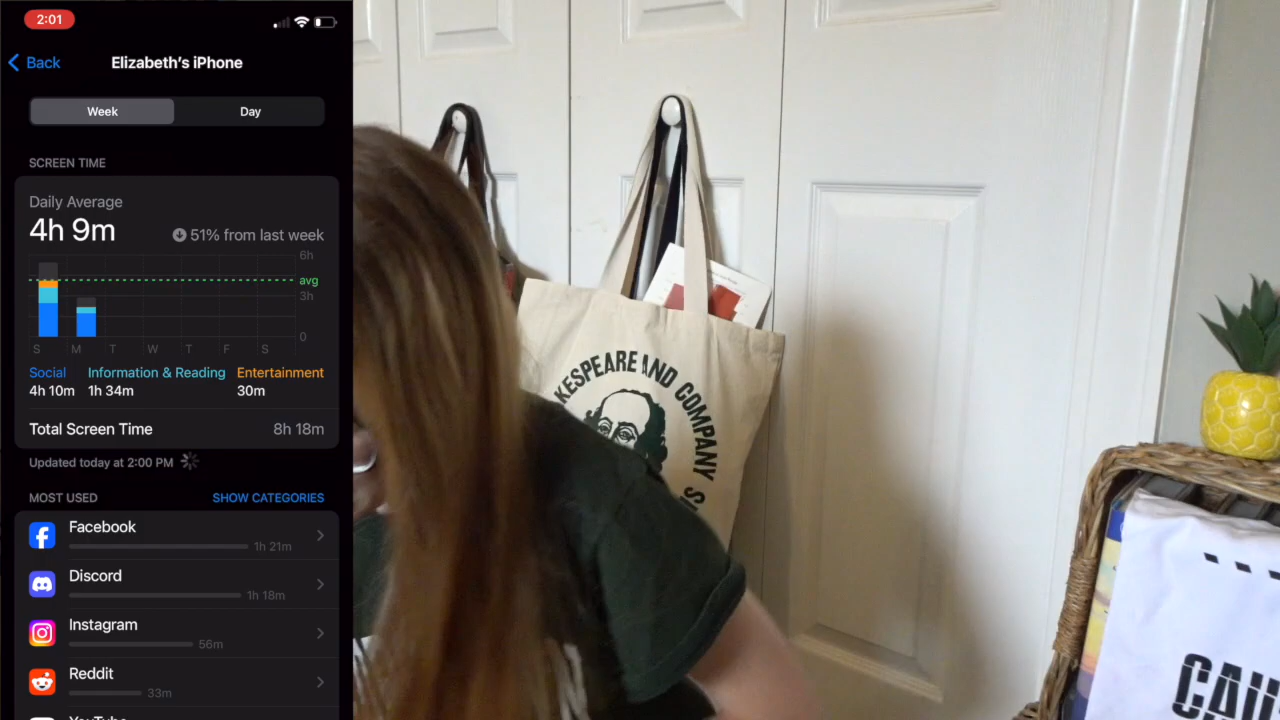 2:01
Back
Elizabeth's iPhone
Week
Day
SCREEN TIME
Daily Average
4h 9m
51% from last week
6h
avg
3h
0
S M T W T F S
Social Information & Reading Entertainment
4h 10m 1h 34m 30m
Total Screen Time 8h 18m
Updated today at 2:00 PM
MOST USED SHOW CATEGORIES
Facebook
1h 21m
Discord
1h 18m
Instagram
56m
Reddit
33m
KESPEARE AND COMPANY
CAU